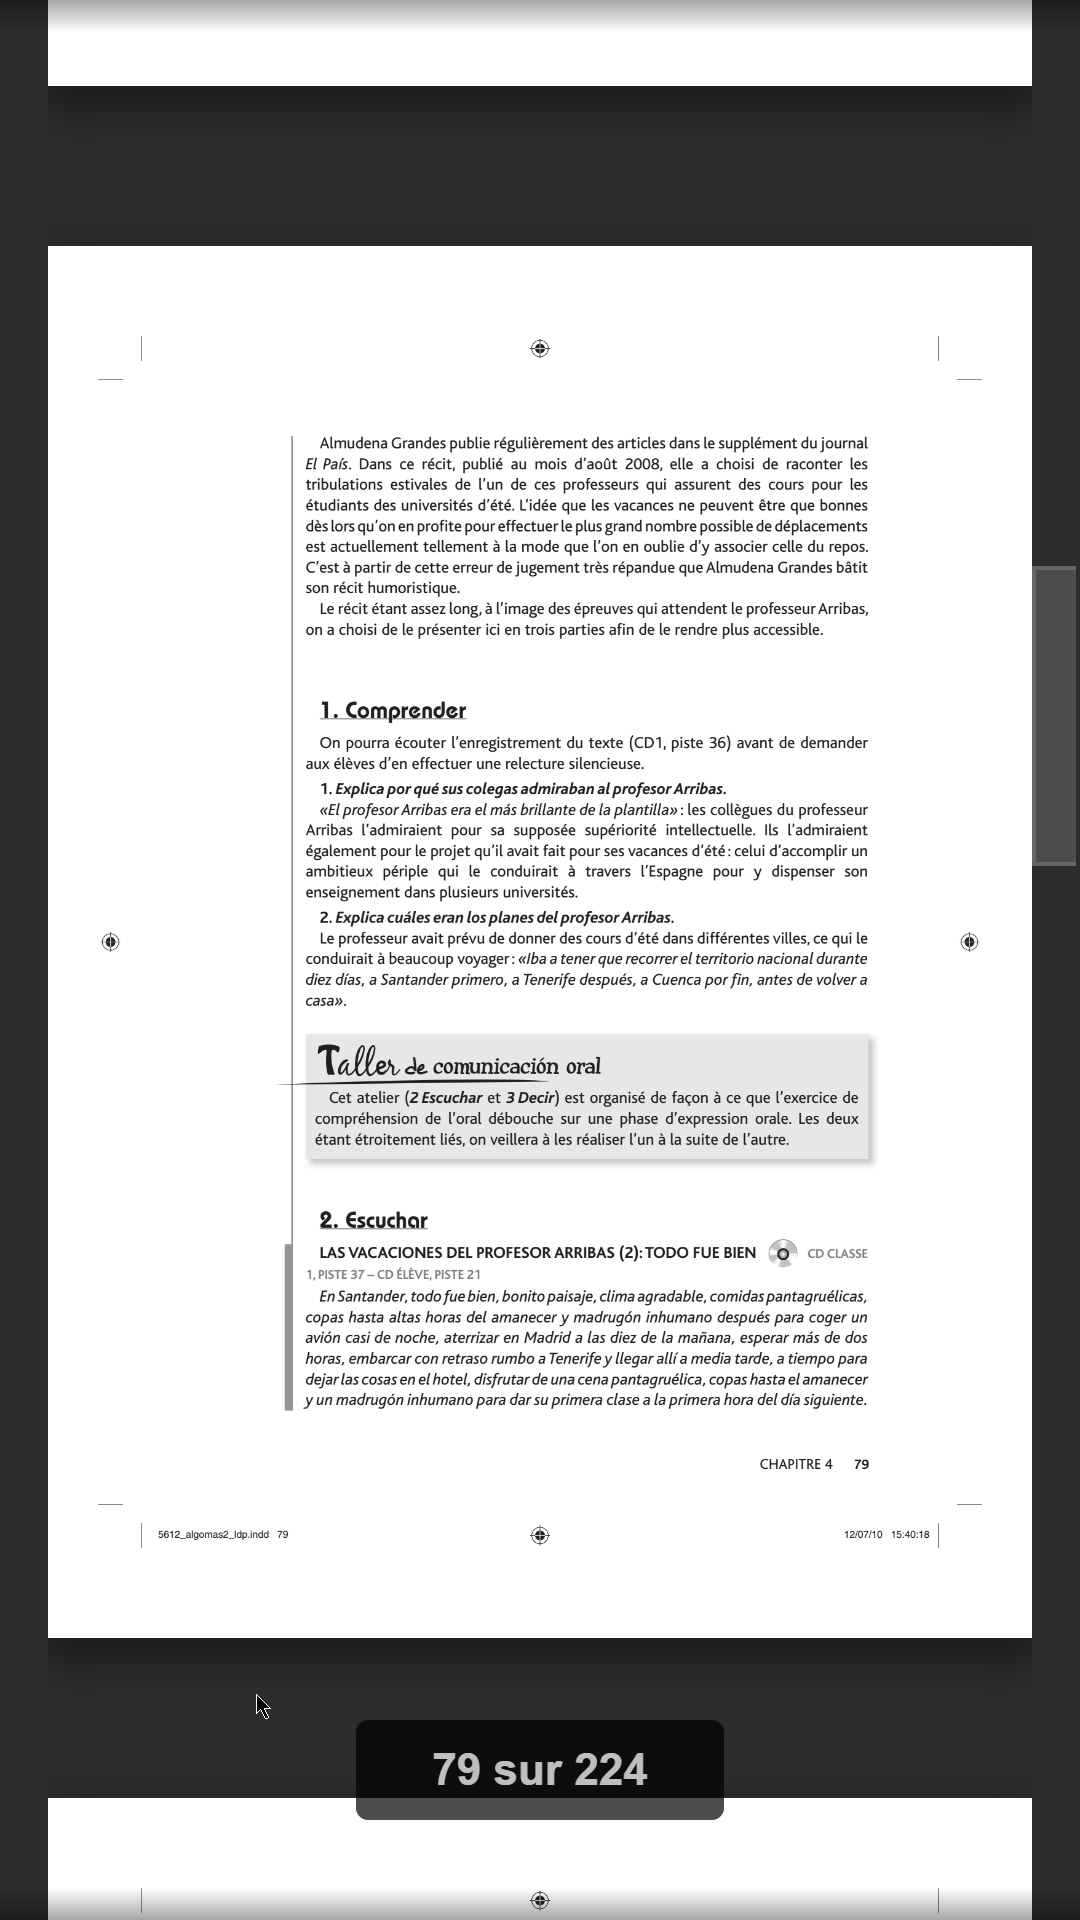 Almudena Grandes publie régulièrement des articles dans le supplément du journal
El País. Dans ce récit, publié au mois d’août 2008, elle a choisi de raconter les
tribulations estivales de l’un de ces professeurs qui assurent des cours pour les
étudiants des universités d’été. L’idée que les vacances ne peuvent être que bonnes
dès lors qu’on en profite pour effectuer le plus grand nombre possible de déplacements
est actuellement tellement à la mode que l’on en oublie d’y associer celle du repos.
C’est à partir de cette erreur de jugement très répandue que Almudena Grandes bâtit
son récit humoristique.
Le récit étant assez long, à l’image des épreuves qui attendent le professeur Arribas,
on a choisi de le présenter ici en trois parties afin de le rendre plus accessible.
1. Comprender
On pourra écouter l’enregistrement du texte (CD1, piste 36) avant de demander
aux élèves d’en effectuer une relecture silencieuse.
1. Explica por qué sus colegas admiraban al profesor Arribas.
«El profesor Arribas era el más brillante de la plantilla» : les collègues du professeur
Arribas l’admiraient pour sa supposée supériorité intellectuelle. Ils l’admiraient
également pour le projet qu’il avait fait pour ses vacances d’été : celui d’accomplir un
ambitieux périple qui le conduirait à travers l’Espagne pour y dispenser son
enseignement dans plusieurs universités.
2. Explica cuáles eran los planes del profesor Arribas.
Le professeur avait prévu de donner des cours d’été dans différentes villes, ce qui le
conduirait à beaucoup voyager : «Iba a tener que recorrer el territorio nacional durante
diez días, a Santander primero, a Tenerife después, a Cuenca por fin, antes de volver a
casa».
Taller de comunicación oral
Cet atelier (2 Escuchar et 3 Decir) est organisé de façon à ce que l’exercice de
compréhension de l’oral débouche sur une phase d’expression orale. Les deux
étant étroitement liés, on veillera à les réaliser l’un à la suite de l’autre.
2. Escuchar
LAS VACACIONES DEL PROFESOR ARRIBAS (2): TODO FUE BIEN CD CLASSE
1, PISTE 37 – CD ÉLÈVE, PISTE 21
En Santander, todo fue bien, bonito paisaje, clima agradable, comidas pantagruélicas,
copas hasta altas horas del amanecer y madrugón inhumano después para coger un
avión casi de noche, aterrizar en Madrid a las diez de la mañana, esperar más de dos
horas, embarcar con retraso rumbo a Tenerife y llegar allí a media tarde, a tiempo para
dejar las cosas en el hotel, disfrutar de una cena pantagruélica, copas hasta el amanecer
y un madrugón inhumano para dar su primera clase a la primera hora del día siguiente.
CHAPITRE 4 79
5612_algomas2_ldp.indd 79 12/07/10 15:40:18
79 sur 224